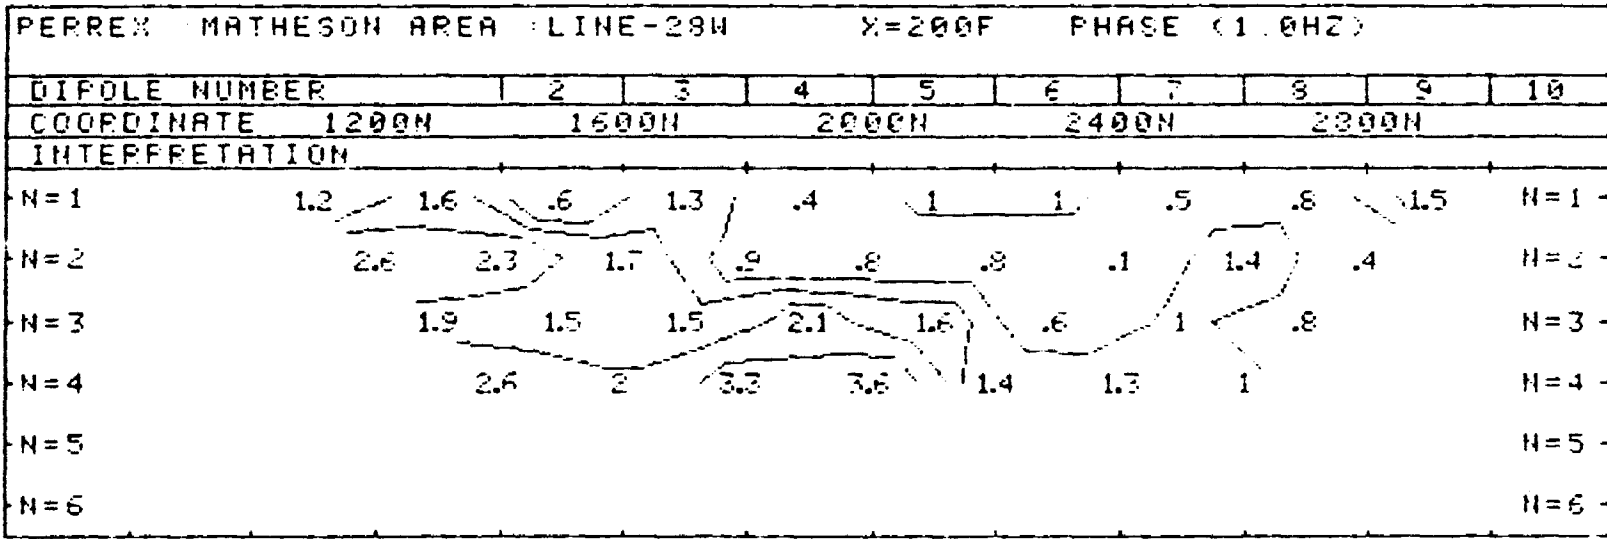 PERREX MATHESON AREA LINE-28W X=200F PHASE (1.0HZ)
DIPOLE NUMBER 2 3 4 5 6 7 8 9 10
COORDINATE 1200N 1600N 2000N 2400N 2800N
INTERPRETATION
N=1 1.2 1.6 .6 1.3 .4 1 1 .5 .8 1.5 N=1
N=2 2.6 2.3 1.7 .9 .8 .8 .1 1.4 .4 N=2
N=3 1.9 1.5 1.5 2.1 1.6 .6 1 .8 N=3
N=4 2.6 2 3.6 1.4 1.3 1 N=4
N=5 N=5
N=6 N=6